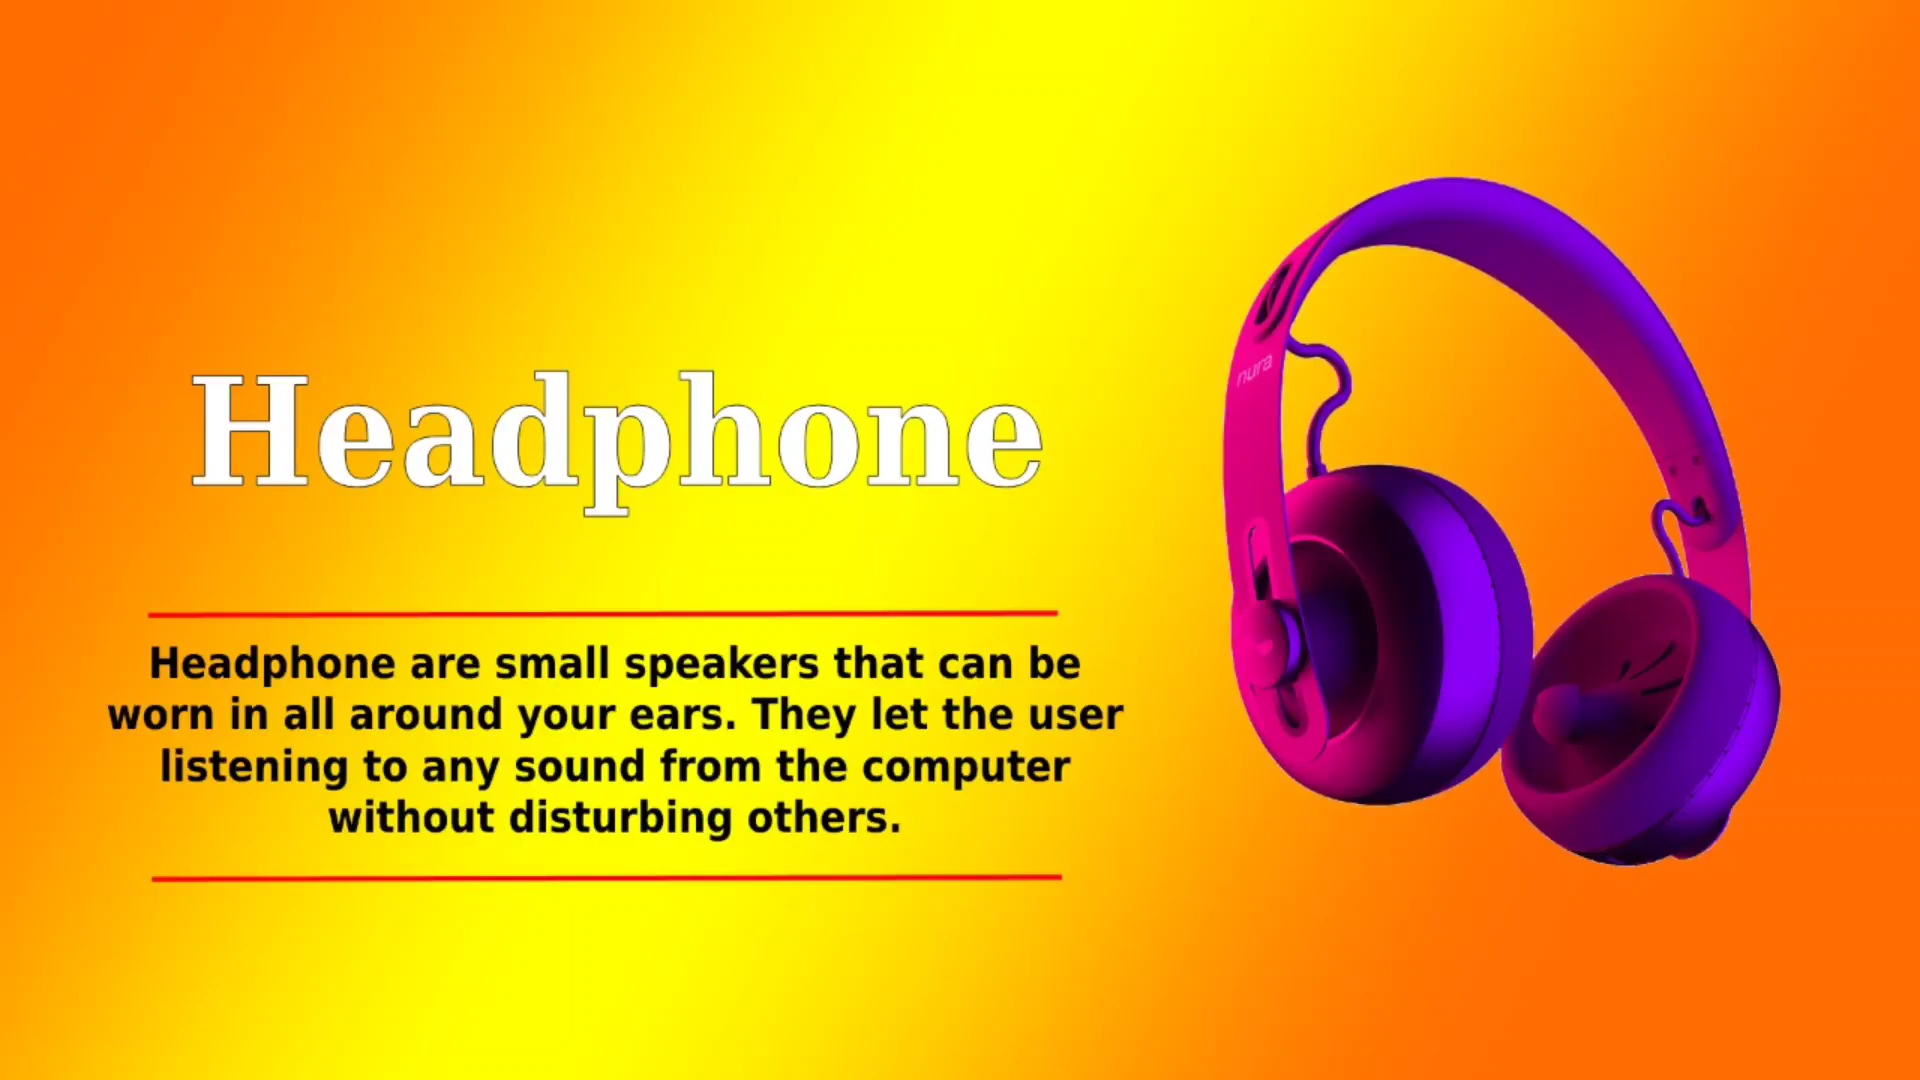 Headphone
nura
Headphone are small speakers that can be
worn in all around your ears. They let the user
listening to any sound from the computer
without disturbing others.